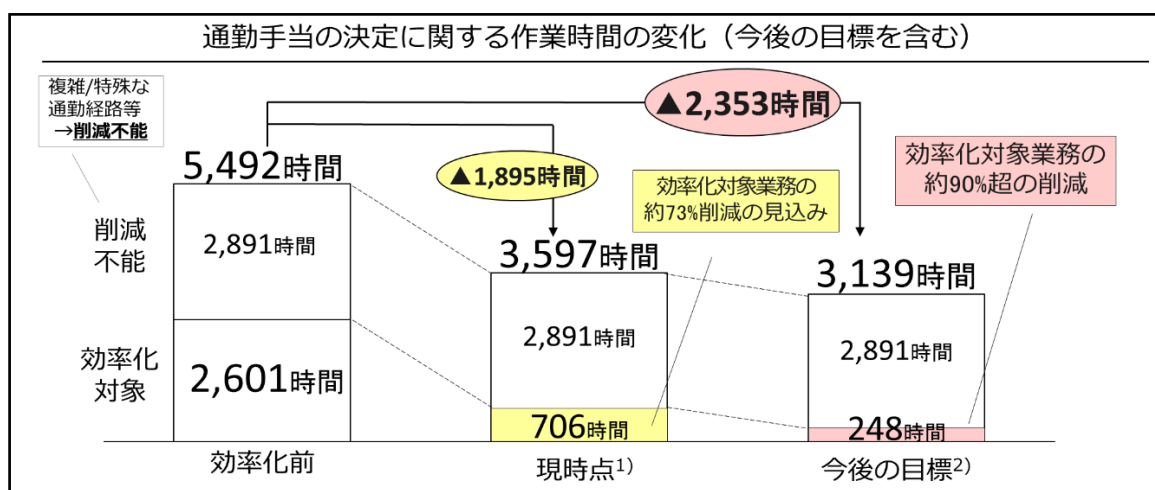 通勤手当の決定に関する作業時間の変化（今後の目標を含む）
複雑/特殊な
通勤経路等
→削減不能
▲2,353時間
▲1,895時間
効率化対象業務の
約73%削減の見込み
効率化対象業務の
約90%超の削減
5,492時間
3,597時間
3,139時間
削減
不能
2,891時間
2,891時間
2,891時間
効率化
対象
2,601時間
706時間
248時間
効率化前
現時点1)
今後の目標2)